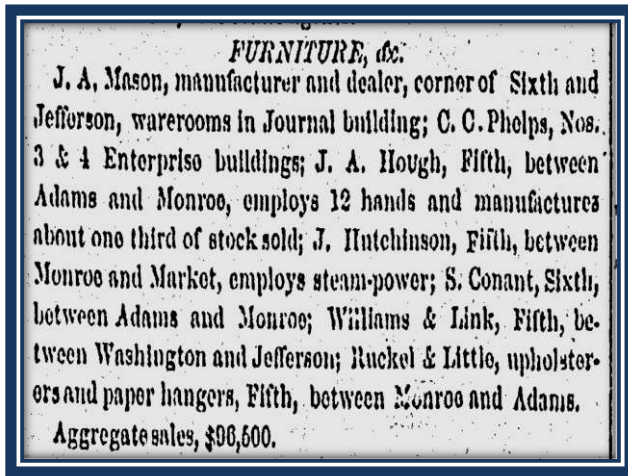 FURNITURE, &c.
J. A. Mason, manufacturer and dealer, corner of Sixth and
Jefferson, warerooms in Journal building; C. C. Phelps, Nos.
3 & 4 Enterprise buildings; J. A. Hough, Fifth, between
Adams and Monroe, employs 12 hands and manufactures
about one third of stock sold; J. Hutchinson, Fifth, between
Monroe and Market, employs steam-power; S. Conant, Sixth,
between Adams and Monroe; Williams & Link, Fifth, be-
tween Washington and Jefferson; Ruckel & Little, upholster-
ers and paper hangers, Fifth, between Monroe and Adams.
Aggregate sales, $96,500.